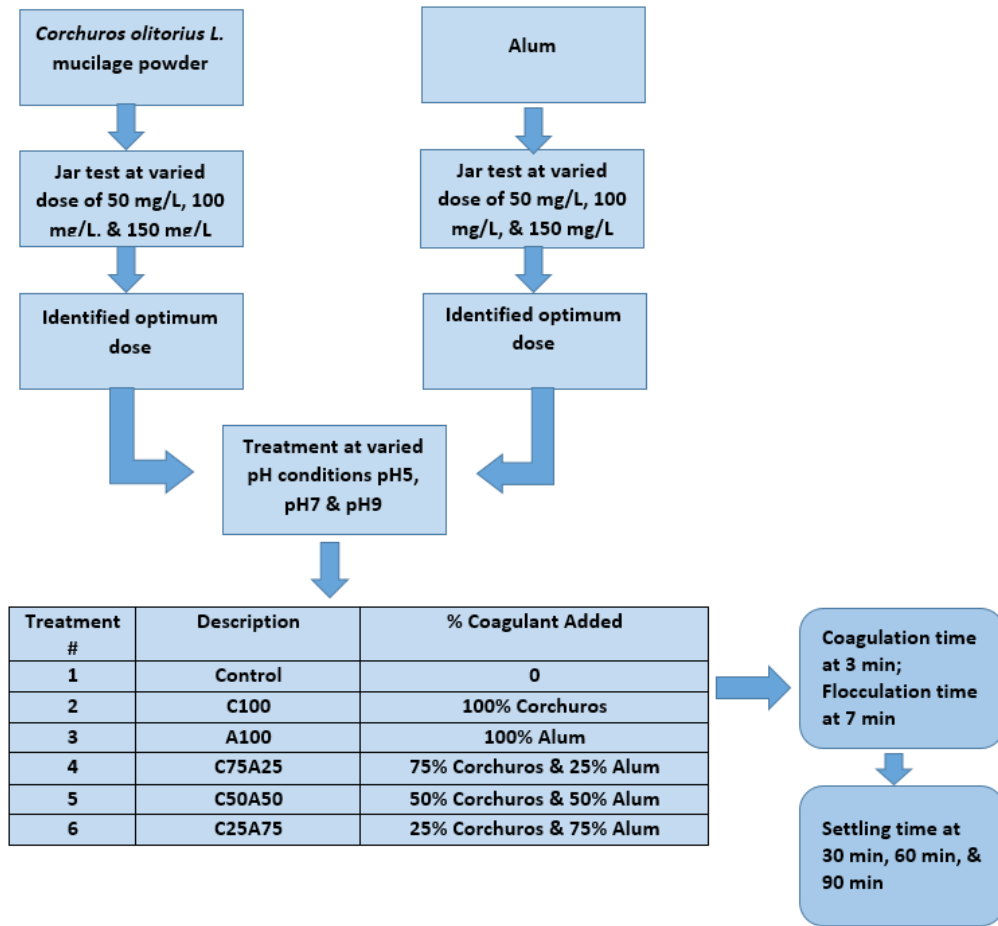 Corchuros olitorius L.
mucilage powder
Alum
Jar test at varied
dose of 50 mg/L, 100
mg/L. & 150 mg/L
Jar test at varied
dose of 50 mg/L, 100
mg/L, & 150 mg/L
Identified optimum
dose
Identified optimum
dose
Treatment at varied
pH conditions pH5,
pH7 & pH9
Treatment
#
Description
% Coagulant Added
1
Control
0
2
C100
100% Corchuros
3
A100
100% Alum
4
C75A25
75% Corchuros & 25% Alum
5
C50A50
50% Corchuros & 50% Alum
6
C25A75
25% Corchuros & 75% Alum
Coagulation time
at 3 min;
Flocculation time
at 7 min
Settling time at
30 min, 60 min, &
90 min